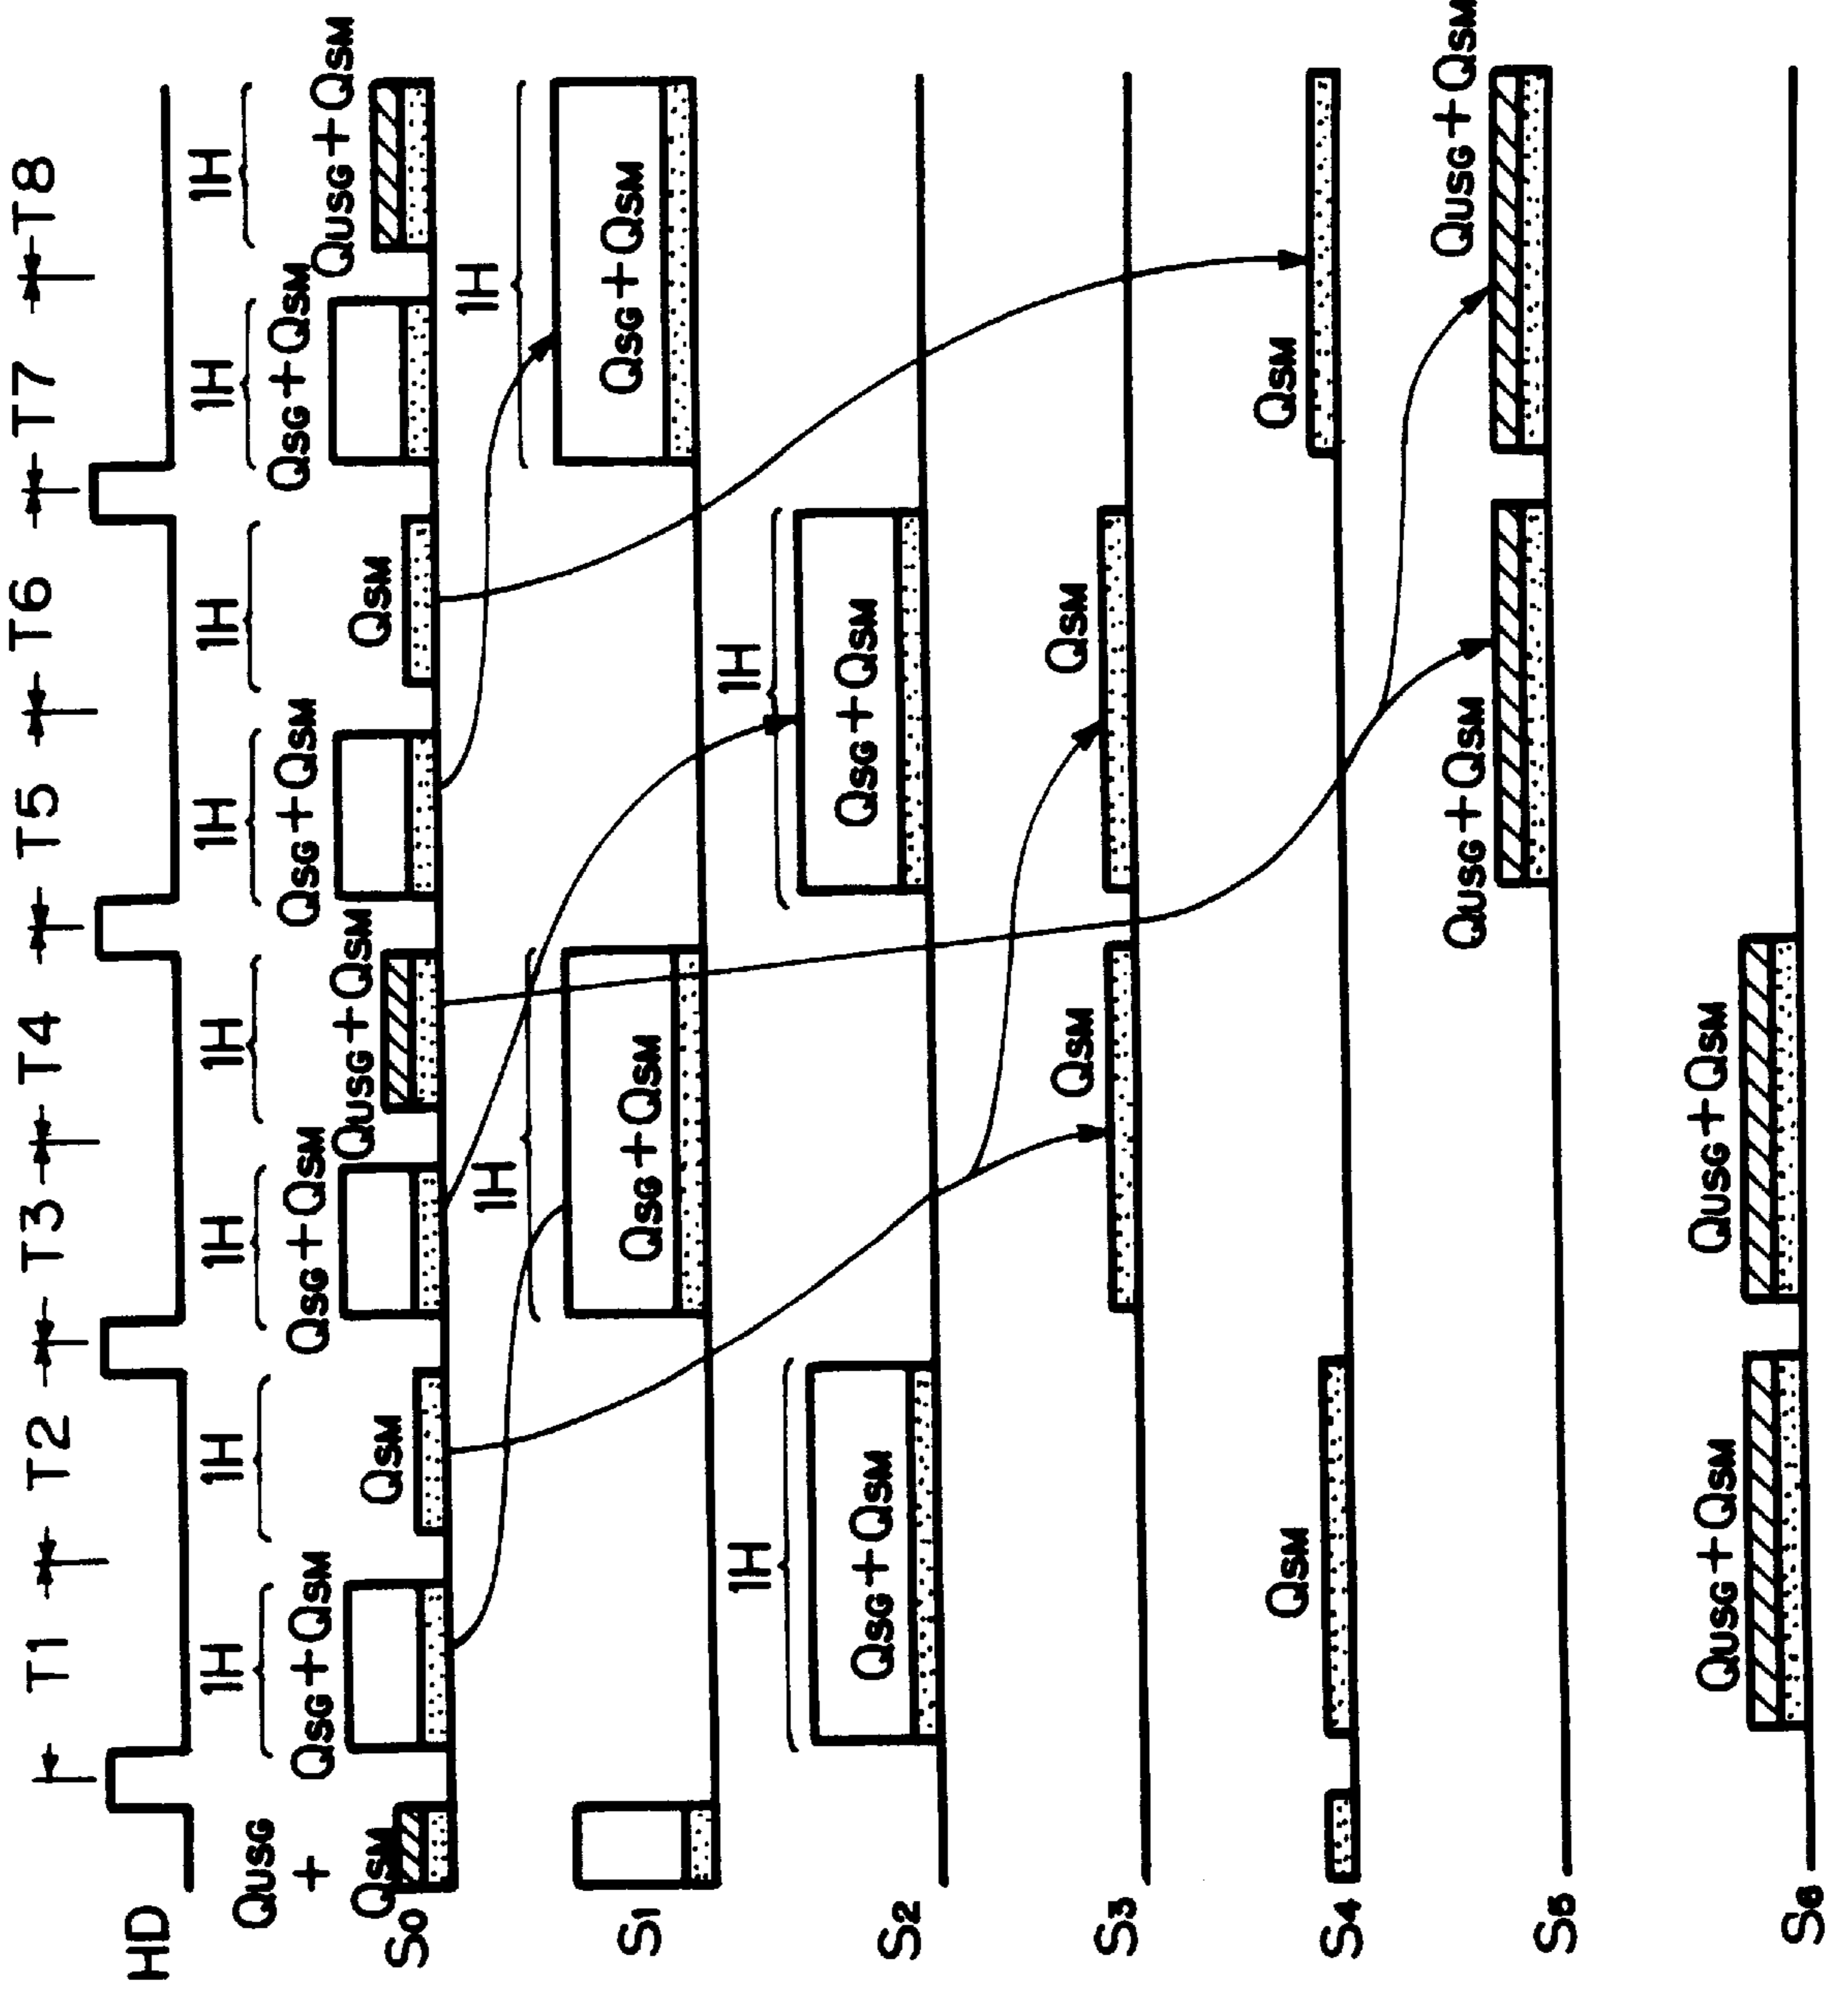 T1 T2 T3 T4 T5 T6 T7 T8
HD
1H 1H 1H 1H 1H 1H 1H 1H
QUSG
+
QSM
QSG+QSM
QSM
QSG+QSM
QUSG+QSM
QSG+QSM
QSM
QSG+QSM
QUSG+QSM
S0
1H 1H
QSG+QSM QSG+QSM
S1
1H 1H
QSG+QSM QSG+QSM
S2
QSM QSM
S3
QSM QSM
S4
QUSG+QSM QUSG+QSM
S5
QUSG+QSM QUSG+QSM
S6